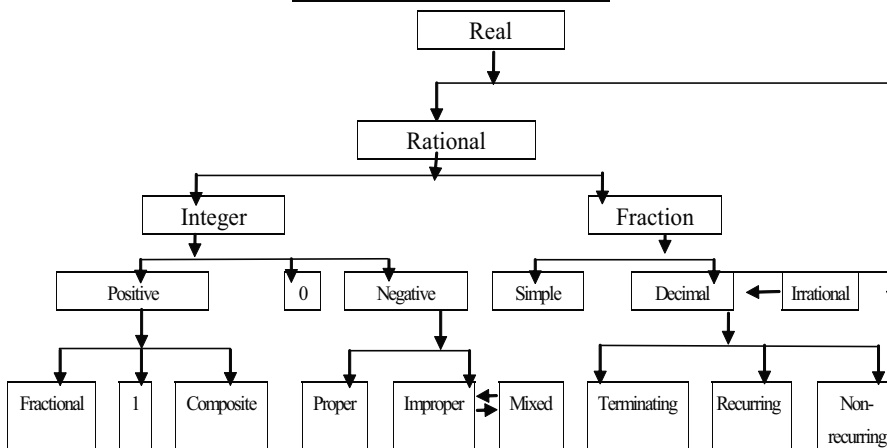 Real
Rational
Integer Fraction
Positive 0 Negative Simple Decimal Irrational
Fractional 1 Composite Proper Improper Mixed Terminating Recurring Non-
recurring